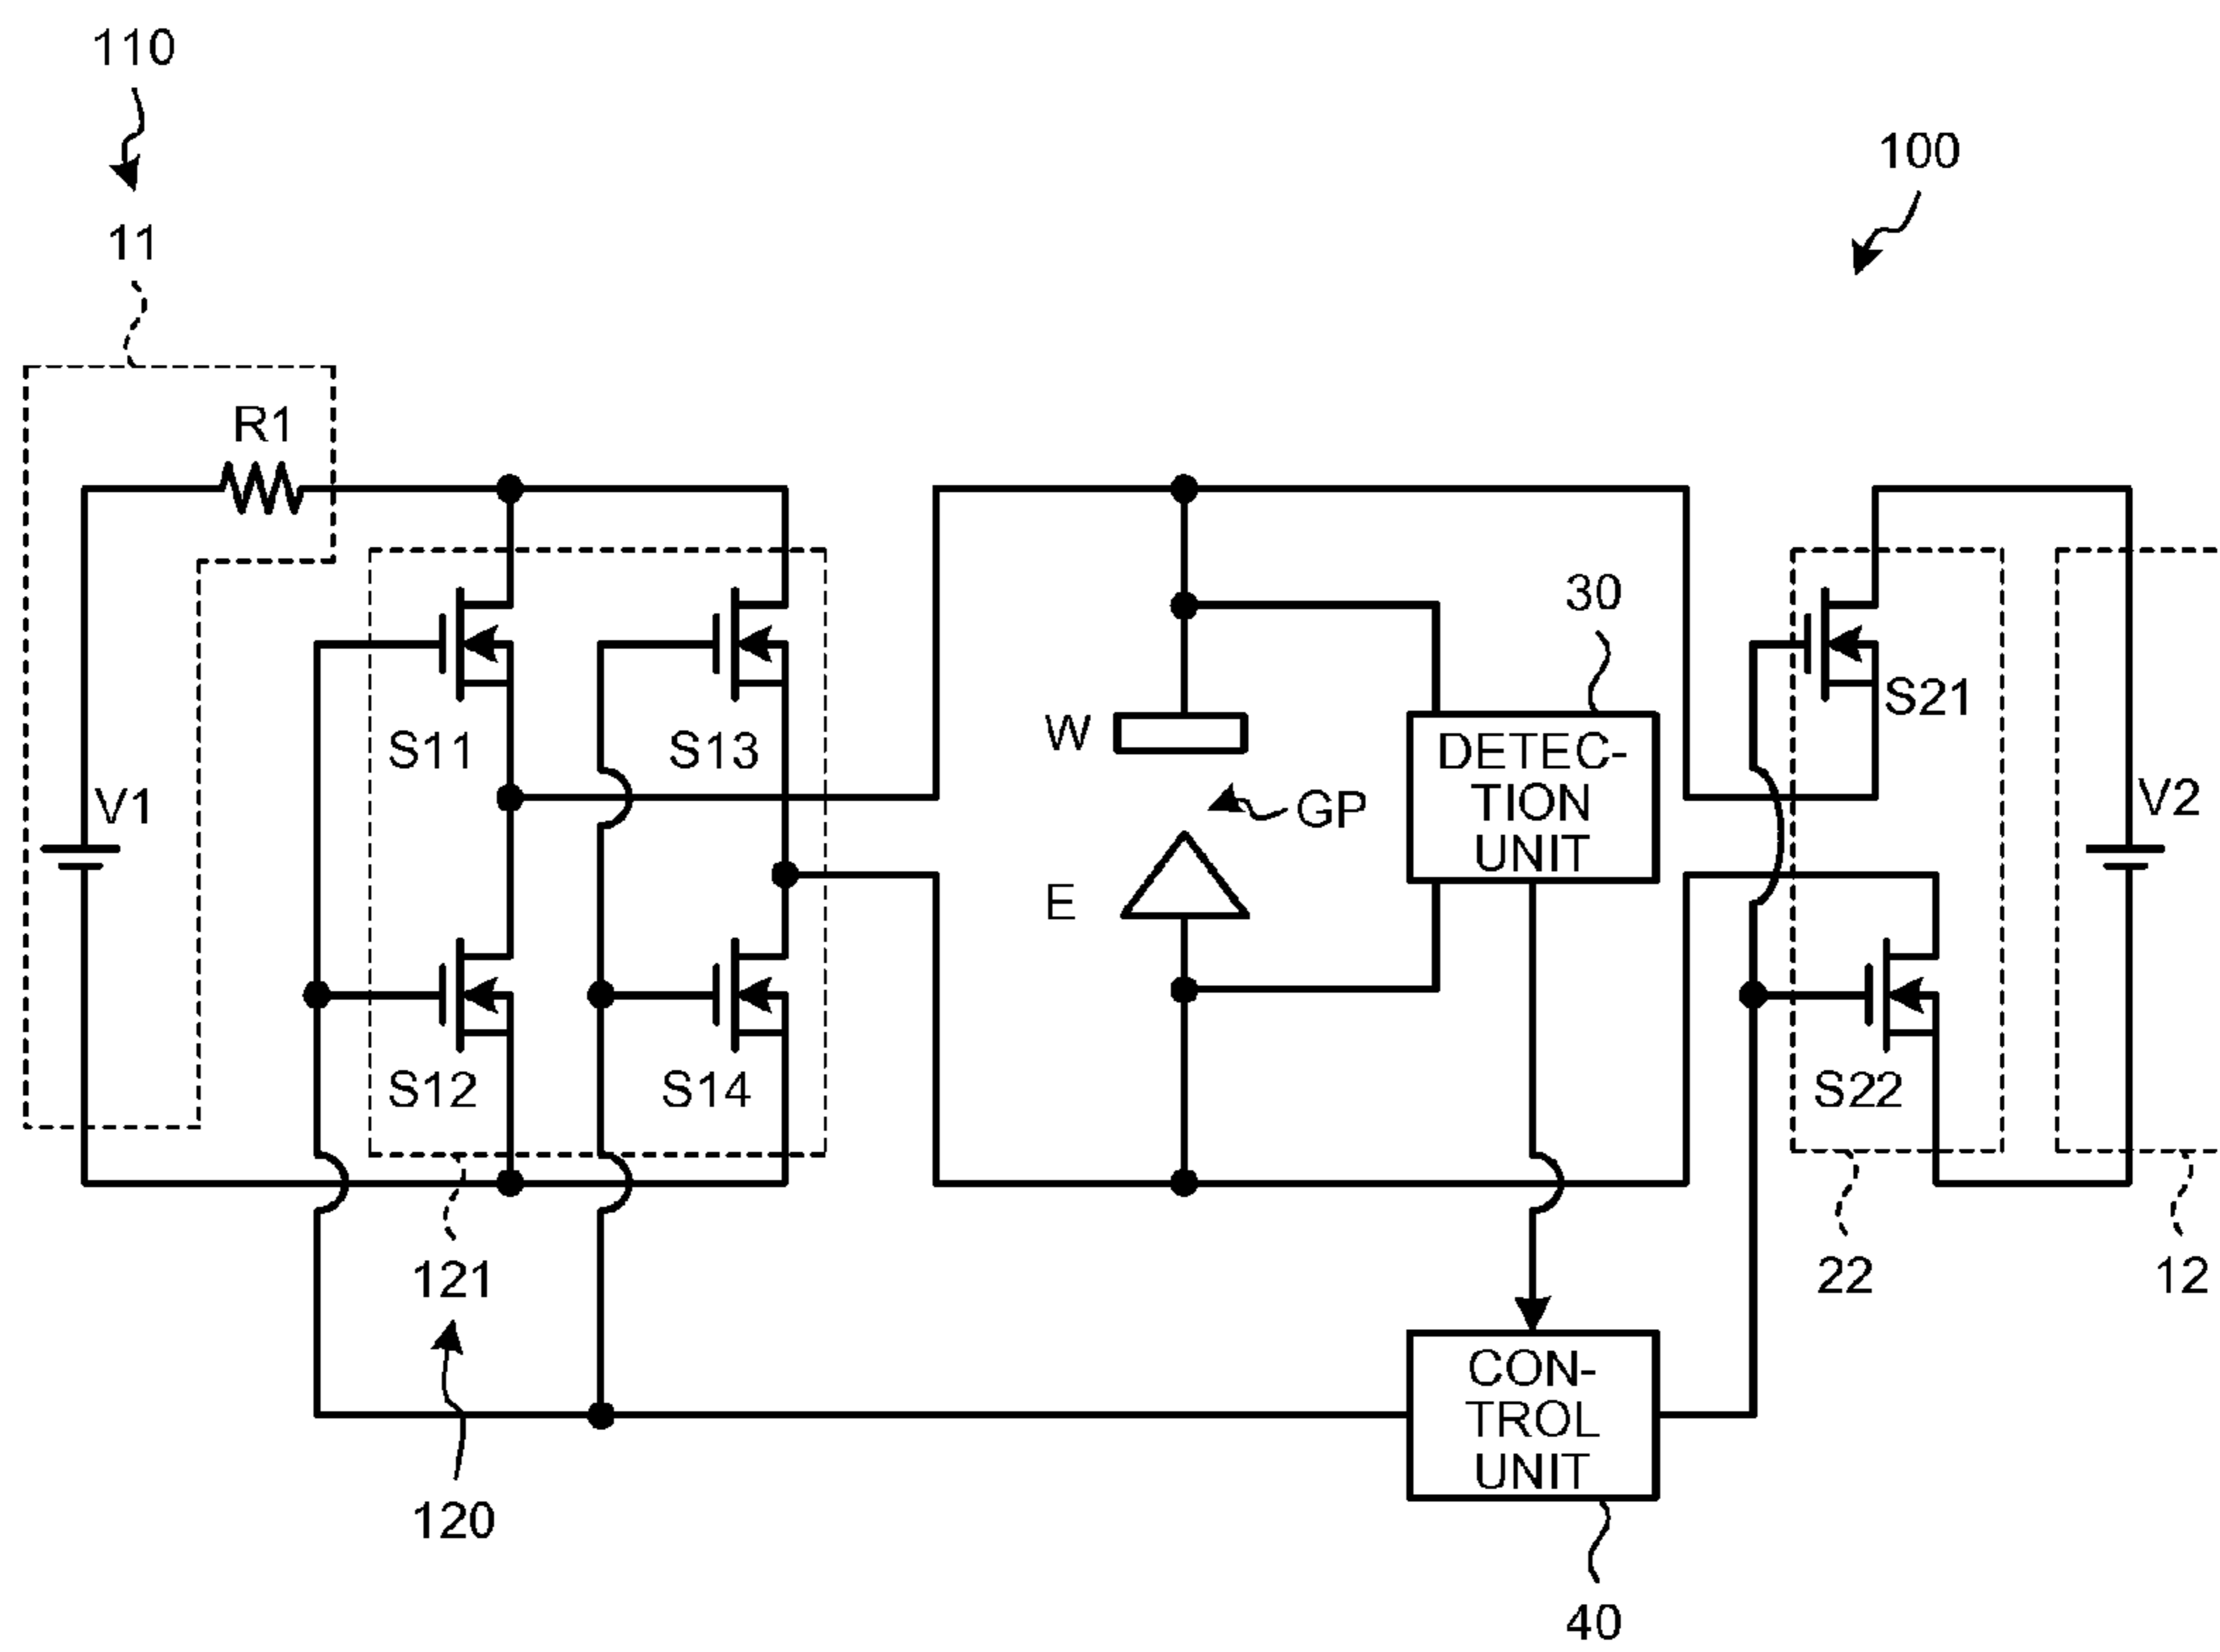 110
100
11
R1
30
S11
S13
W
DETEC-
TION
UNIT
GP
S21
V1
V2
E
S12
S14
S22
121
22
12
120
CON-
TROL
UNIT
40